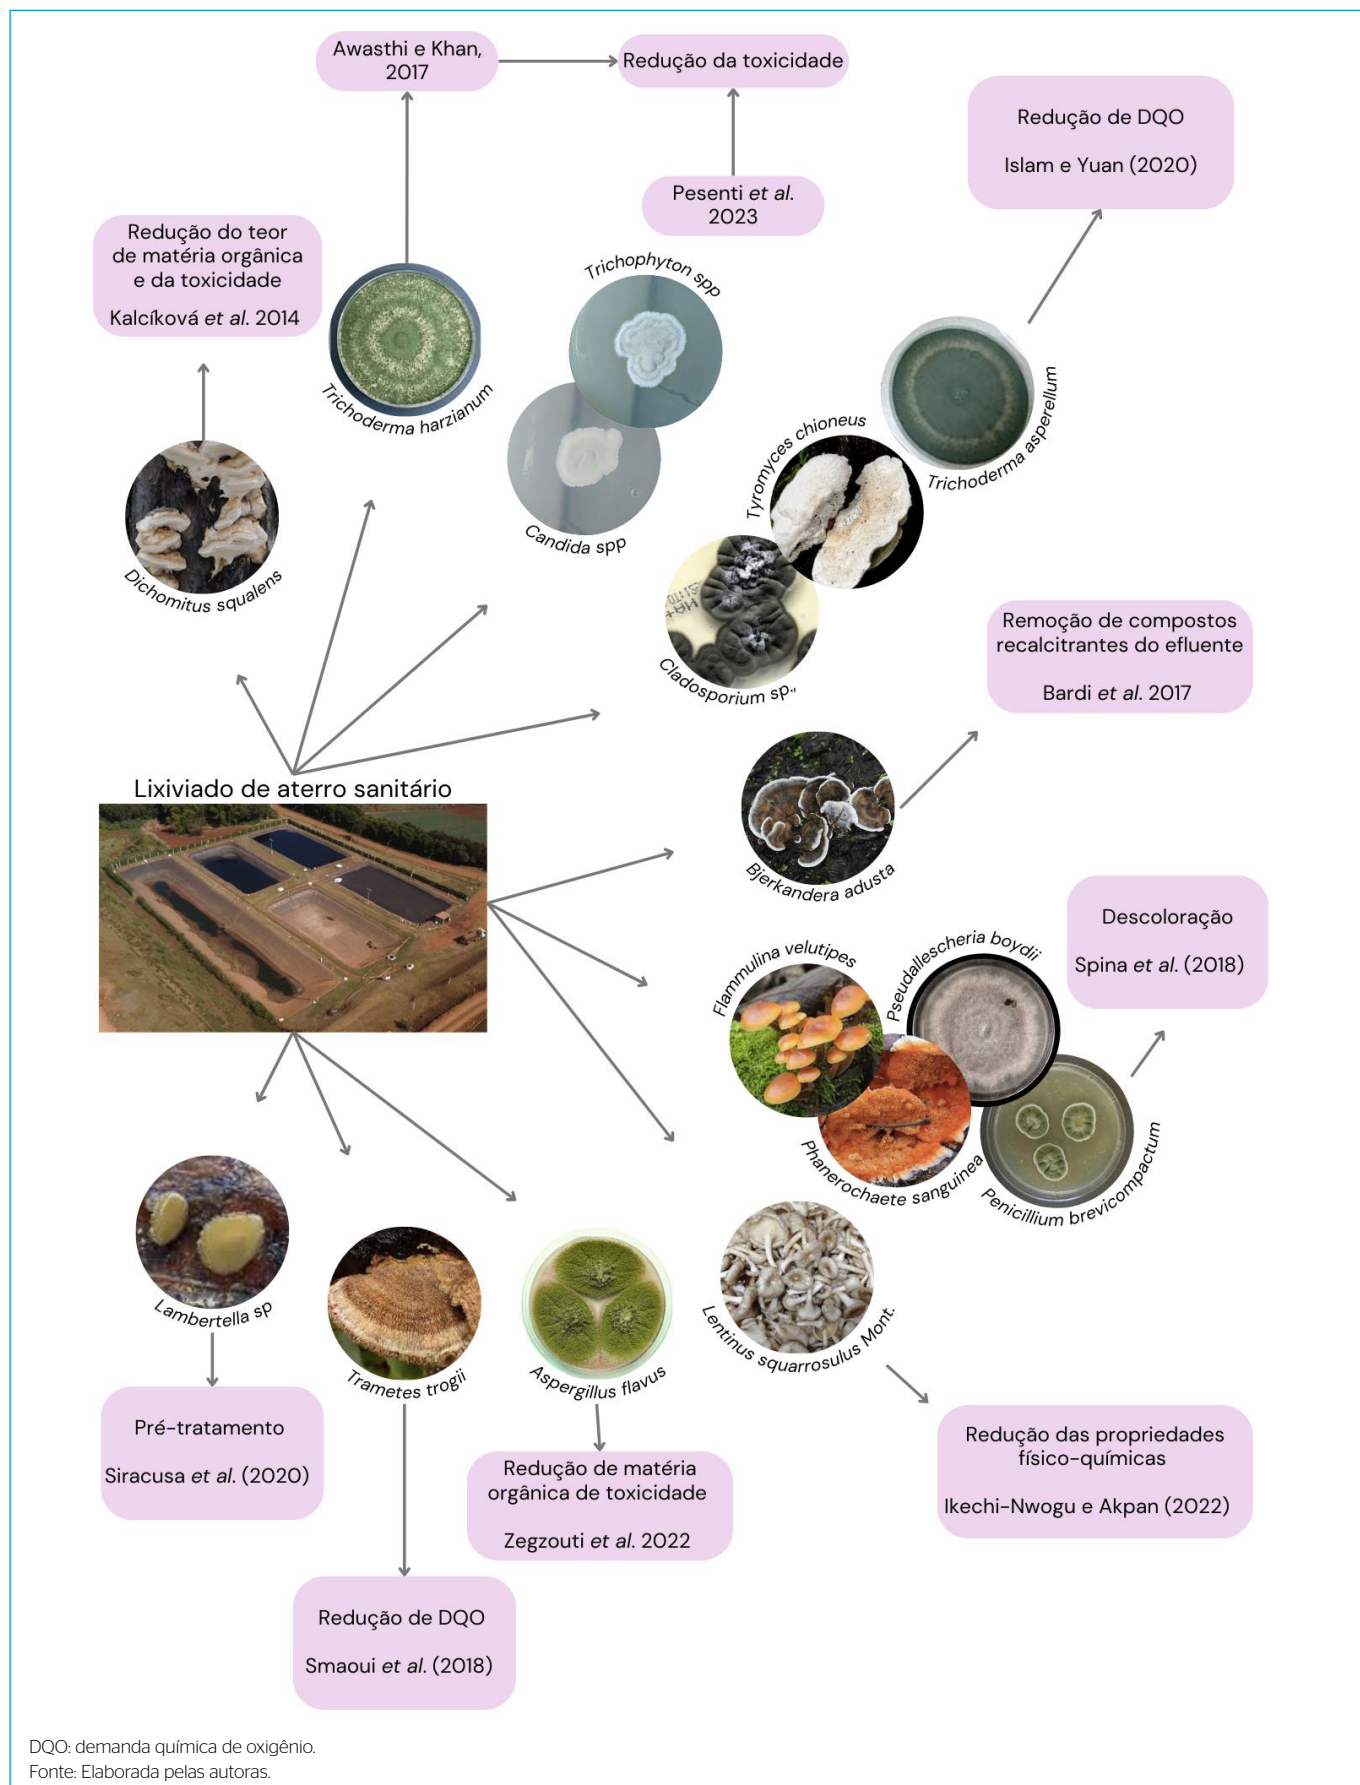 Awasthi e Khan,
2017
Redução da toxicidade
Redução de DQO
Islam e Yuan (2020)
Pesenti et al.
2023
Redução do teor
de matéria orgânica
e da toxicidade
Kalcíková et al. 2014
Trichophyton spp
Trichoderma harzianum
Candida spp
Tyromyces chioneus
Trichoderma asperellum
Dichomitus squalens
Cladosporium sp.,
Remoção de compostos
recalcitrantes do efluente
Bardi et al. 2017
Lixiviado de aterro sanitário
Bjerkandera adusta
Descoloração
Spina et al. (2018)
Flammulina velutipes
Pseudallescheria boydii
Phanerochaete sanguinea
Penicillium brevicompactum
Lambertella sp
Trametes trogii
Aspergillus flavus
Lentinus squarrosulus Mont.
Pré-tratamento
Siracusa et al. (2020)
Redução de matéria
orgânica de toxicidade
Zegzouti et al. 2022
Redução das propriedades
físico-químicas
Ikechi-Nwogu e Akpan (2022)
Redução de DQO
Smaoui et al. (2018)
DQO: demanda química de oxigênio.
Fonte: Elaborada pelas autoras.